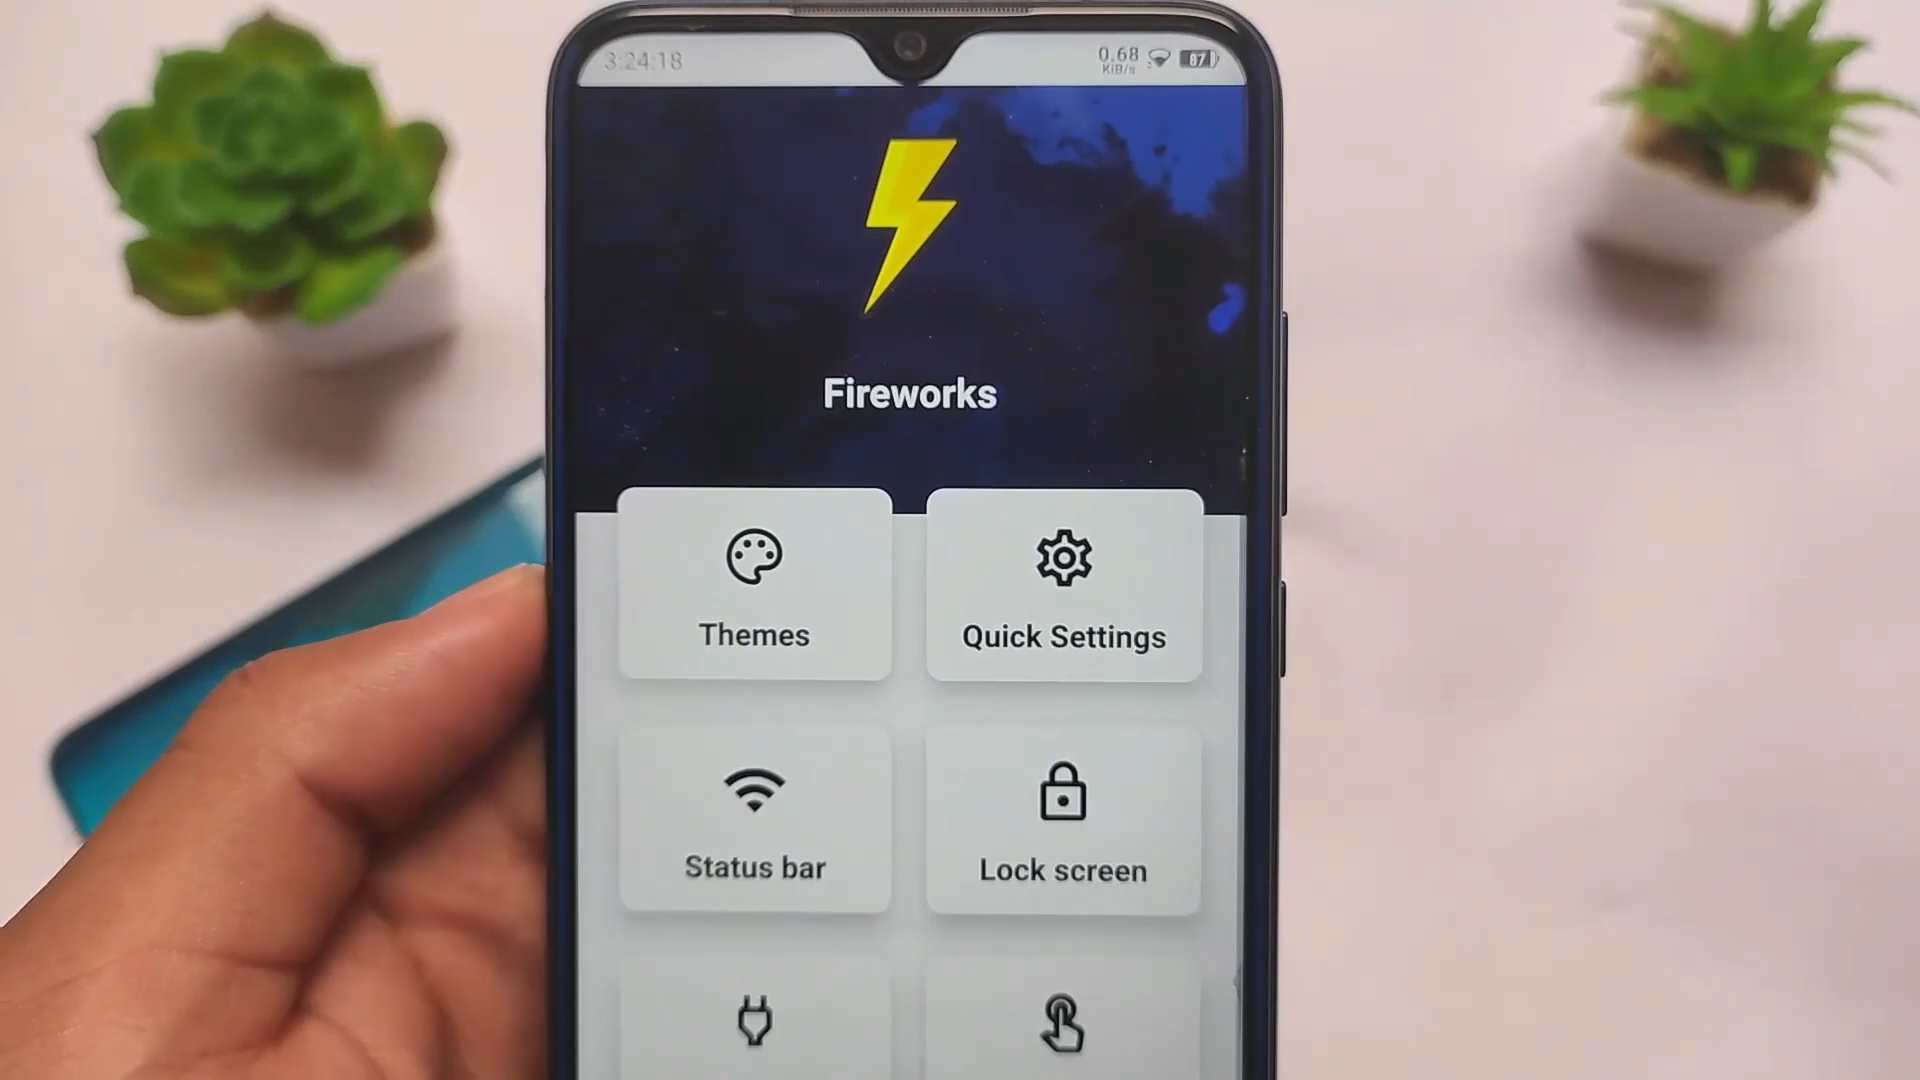 3:24:18
0.68
KiB/s
87
Fireworks
Themes
Quick Settings
Status bar
Lock screen